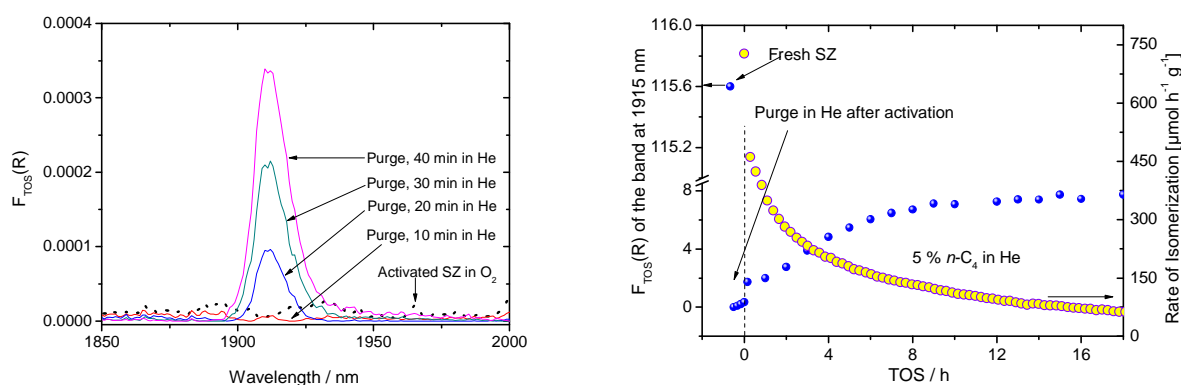 0.0004
0.0003
0.0002
0.0001
0.0000
F_TOS(R)
Purge, 40 min in He
Purge, 30 min in He
Purge, 20 min in He
Purge, 10 min in He
Activated SZ in O₂
1850 1900 1950 2000
Wavelength / nm
116.0
115.6
115.2
8
4
0
F_TOS(R) of the band at 1915 nm
Fresh SZ
Purge in He after activation
5 % n-C₄ in He
0 4 8 12 16
TOS / h
750
600
450
300
150
0
Rate of Isomerization [μmol h⁻¹ g⁻¹]